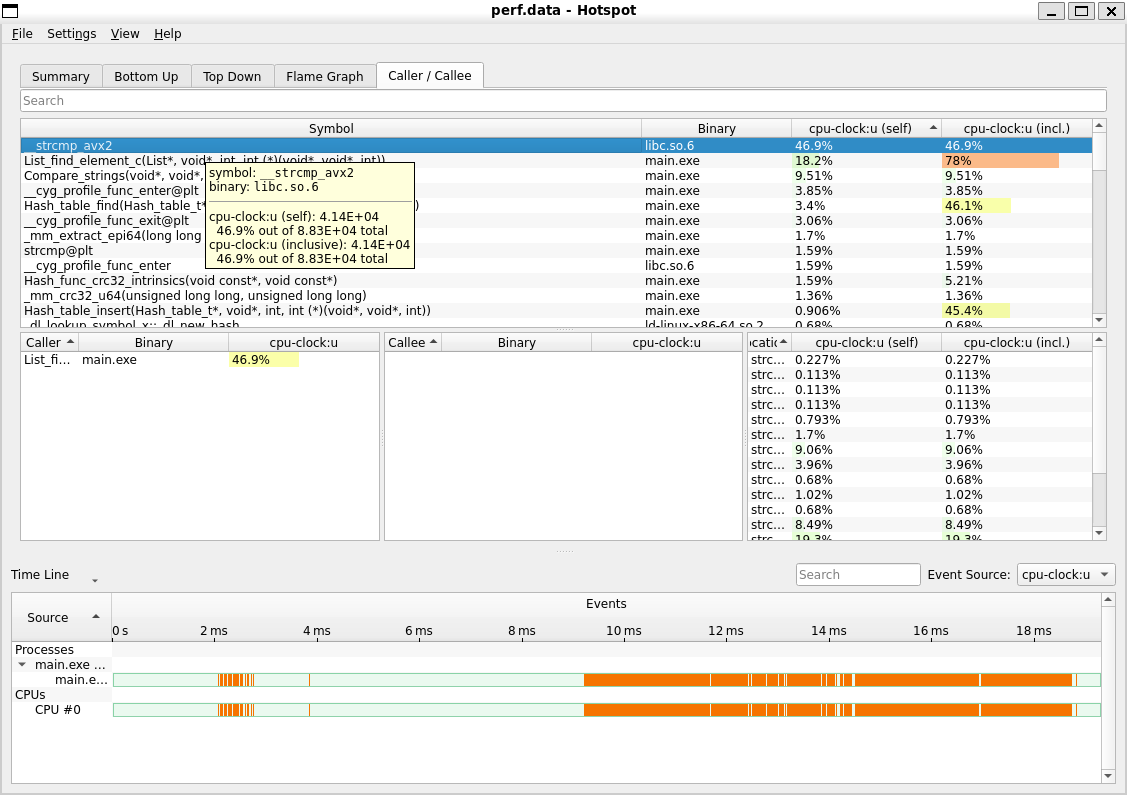 perf.data - Hotspot
File Settings View Help
Summary Bottom Up Top Down Flame Graph Caller / Callee
Search
Symbol Binary cpu-clock:u (self) cpu-clock:u (incl.)
__strcmp_avx2 libc.so.6 46.9% 46.9%
List_find_element_c(List*, void*, int, int (*)(void*, void*, int)) main.exe 18.2% 78%
Compare_strings(void*, void*, main.exe 9.51% 9.51%
__cyg_profile_func_enter@plt main.exe 3.85% 3.85%
Hash_table_find(Hash_table_t* ) main.exe 3.4% 46.1%
__cyg_profile_func_exit@plt main.exe 3.06% 3.06%
_mm_extract_epi64(long long main.exe 1.7% 1.7%
strcmp@plt main.exe 1.59% 1.59%
__cyg_profile_func_enter libc.so.6 1.59% 1.59%
Hash_func_crc32_intrinsics(void const*, void const*) main.exe 1.59% 5.21%
_mm_crc32_u64(unsigned long long, unsigned long long) main.exe 1.36% 1.36%
Hash_table_insert(Hash_table_t*, void*, int, int (*)(void*, void*, int)) main.exe 0.906% 45.4%
_dl_lookup_symbol_x::_dl_new_hash ld-linux-x86-64.so.2 0.68% 0.68%
symbol: __strcmp_avx2
binary: libc.so.6
cpu-clock:u (self): 4.14E+04
46.9% out of 8.83E+04 total
cpu-clock:u (inclusive): 4.14E+04
46.9% out of 8.83E+04 total
Caller Binary cpu-clock:u
List_fi... main.exe 46.9%
Callee Binary cpu-clock:u
ocatic cpu-clock:u (self) cpu-clock:u (incl.)
strc... 0.227% 0.227%
strc... 0.113% 0.113%
strc... 0.113% 0.113%
strc... 0.113% 0.113%
strc... 0.793% 0.793%
strc... 1.7% 1.7%
strc... 9.06% 9.06%
strc... 3.96% 3.96%
strc... 0.68% 0.68%
strc... 1.02% 1.02%
strc... 0.68% 0.68%
strc... 8.49% 8.49%
strc... 19.3% 19.3%
Time Line Search Event Source: cpu-clock:u
Source Events
0 s 2 ms 4 ms 6 ms 8 ms 10 ms 12 ms 14 ms 16 ms 18 ms
Processes
main.exe ...
main.e...
CPUs
CPU #0